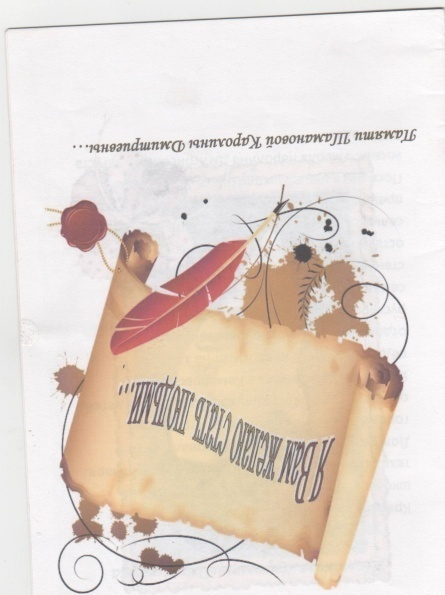 Памяти Шамановой Каролины Дмитриевны...
Я Вам желаю стать людьми...